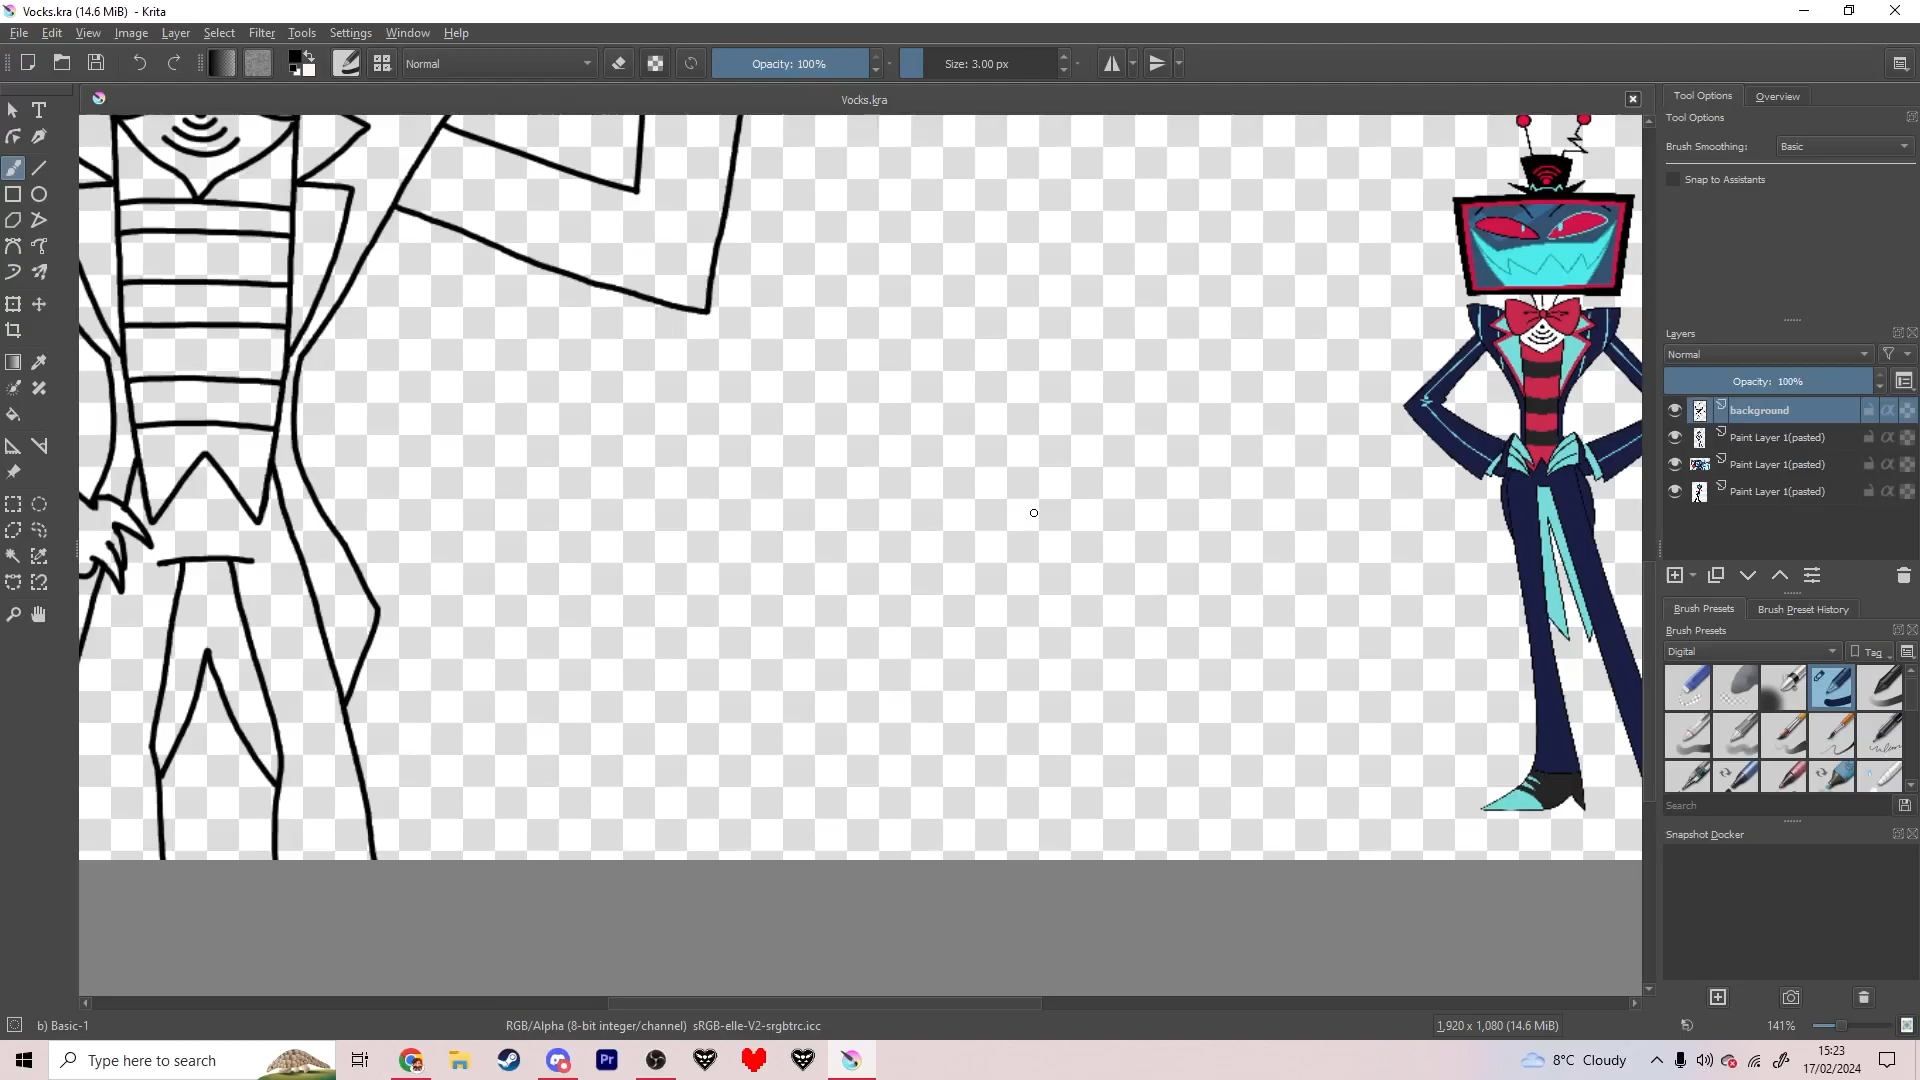 Vocks.kra (14.6 MiB)  - Krita
File Edit View Image Layer Select Filter Tools Settings Window Help
Normal
Opacity: 100%
Size: 3.00 px
Vocks.kra
Tool Options Overview
Tool Options
Brush Smoothing: Basic
Snap to Assistants
Layers
Normal
Opacity:  100%
background
Paint Layer 1(pasted)
Paint Layer 1(pasted)
Paint Layer 1(pasted)
Brush Presets Brush Preset History
Brush Presets
Digital Tag
Search
Snapshot Docker
b) Basic-1 RGB/Alpha (8-bit integer/channel)  sRGB-elle-V2-srgbtrc.icc 1,920 x 1,080 (14.6 MiB) 141%
Type here to search Pr 8°C Cloudy 15:23
17/02/2024